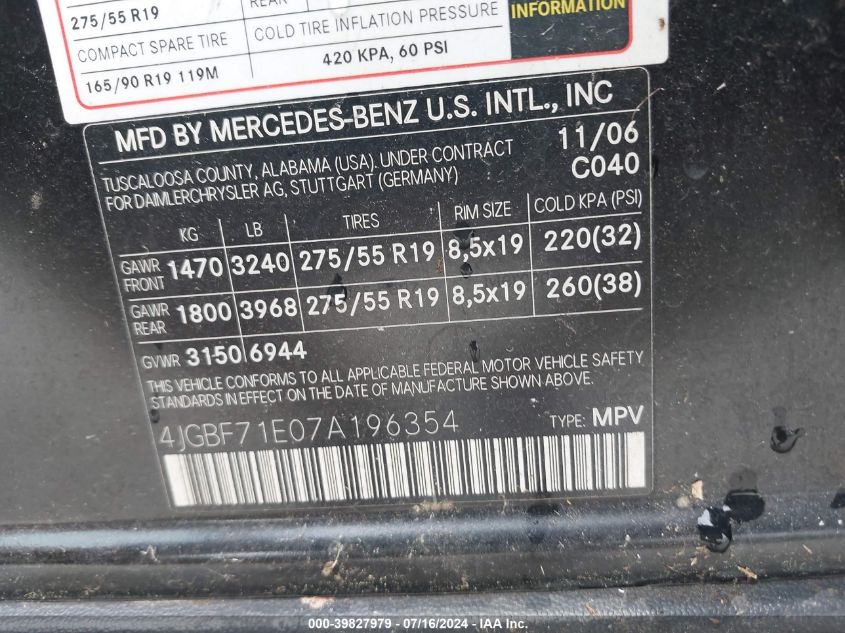 275/55 R19
REAR
COMPACT SPARE TIRE
COLD TIRE INFLATION PRESSURE
INFORMATION
165/90 R19 119M
420 KPA, 60 PSI
MFD BY MERCEDES-BENZ U.S. INTL., INC
TUSCALOOSA COUNTY, ALABAMA (USA). UNDER CONTRACT
FOR DAIMLERCHRYSLER AG, STUTTGART (GERMANY)
11/06
C040
KG LB TIRES RIM SIZE COLD KPA (PSI)
GAWR FRONT 1470 3240 275/55 R19 8,5x19 220(32)
GAWR REAR 1800 3968 275/55 R19 8,5x19 260(38)
GVWR 3150 6944
THIS VEHICLE CONFORMS TO ALL APPLICABLE FEDERAL MOTOR VEHICLE SAFETY
STANDARDS IN EFFECT ON THE DATE OF MANUFACTURE SHOWN ABOVE.
4JGBF71E07A196354
TYPE: MPV
000-39827979 / 07/16/2024 - IAA Inc.